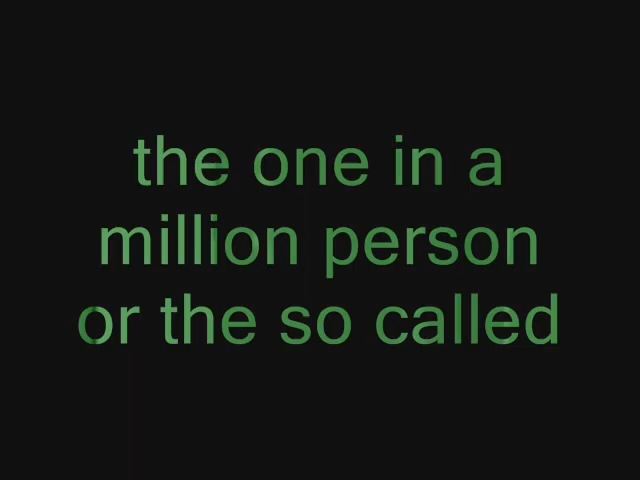 the one in a
million person
or the so called